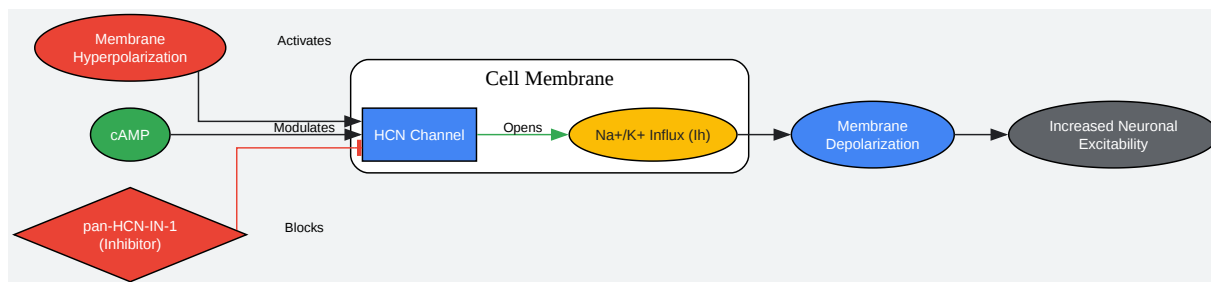 Membrane
Hyperpolarization
Activates
Cell Membrane
cAMP
Modulates
HCN Channel
Opens
Na+/K+ Influx (Ih)
Membrane
Depolarization
Increased Neuronal
Excitability
pan-HCN-IN-1
(Inhibitor)
Blocks